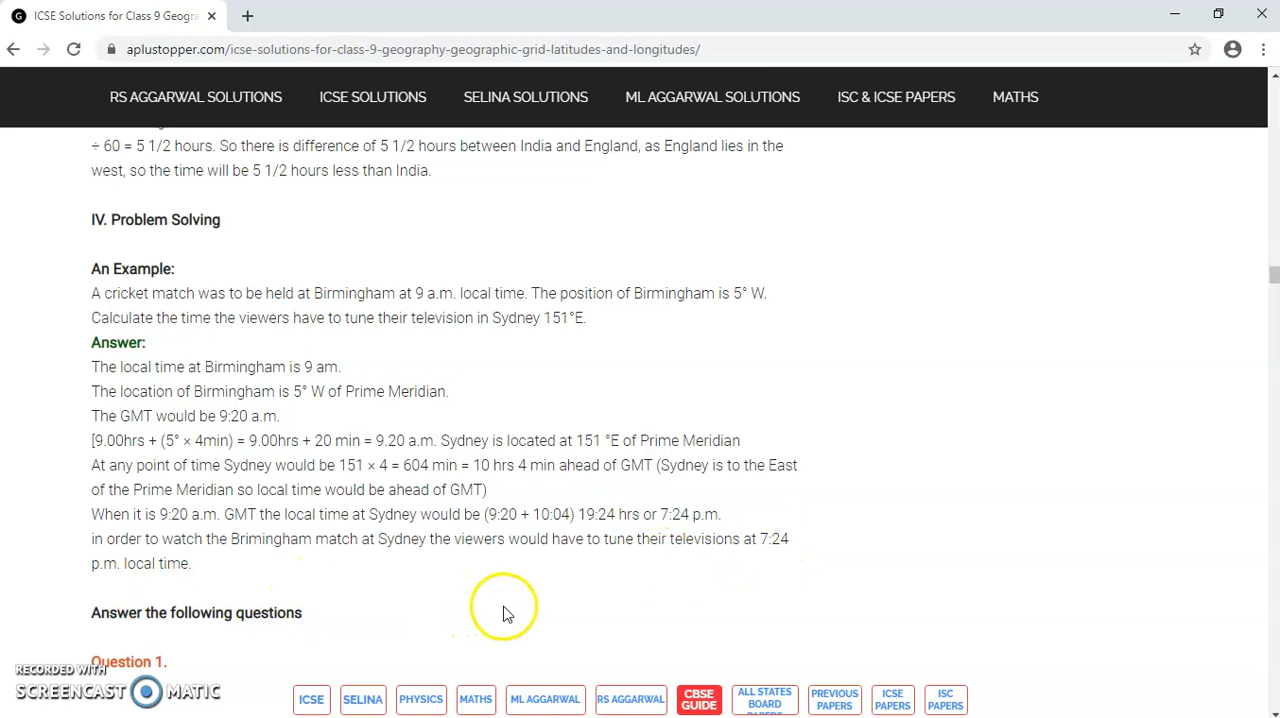 ICSE Solutions for Class 9 Geogra
aplustopper.com/icse-solutions-for-class-9-geography-geographic-grid-latitudes-and-longitudes/
RS AGGARWAL SOLUTIONS ICSE SOLUTIONS SELINA SOLUTIONS ML AGGARWAL SOLUTIONS ISC & ICSE PAPERS MATHS
÷ 60 = 5 1/2 hours. So there is difference of 5 1/2 hours between India and England, as England lies in the
west, so the time will be 5 1/2 hours less than India.
IV. Problem Solving
An Example:
A cricket match was to be held at Birmingham at 9 a.m. local time. The position of Birmingham is 5° W.
Calculate the time the viewers have to tune their television in Sydney 151°E.
Answer:
The local time at Birmingham is 9 am.
The location of Birmingham is 5° W of Prime Meridian.
The GMT would be 9:20 a.m.
[9.00hrs + (5° × 4min) = 9.00hrs + 20 min = 9.20 a.m. Sydney is located at 151 °E of Prime Meridian
At any point of time Sydney would be 151 × 4 = 604 min = 10 hrs 4 min ahead of GMT (Sydney is to the East
of the Prime Meridian so local time would be ahead of GMT)
When it is 9:20 a.m. GMT the local time at Sydney would be (9:20 + 10:04) 19:24 hrs or 7:24 p.m.
in order to watch the Brimingham match at Sydney the viewers would have to tune their televisions at 7:24
p.m. local time.
Answer the following questions
Question 1.
RECORDED WITH
SCREENCAST MATIC
ICSE SELINA PHYSICS MATHS ML AGGARWAL RS AGGARWAL CBSE GUIDE ALL STATES BOARD PAPERS PREVIOUS PAPERS ICSE PAPERS ISC PAPERS